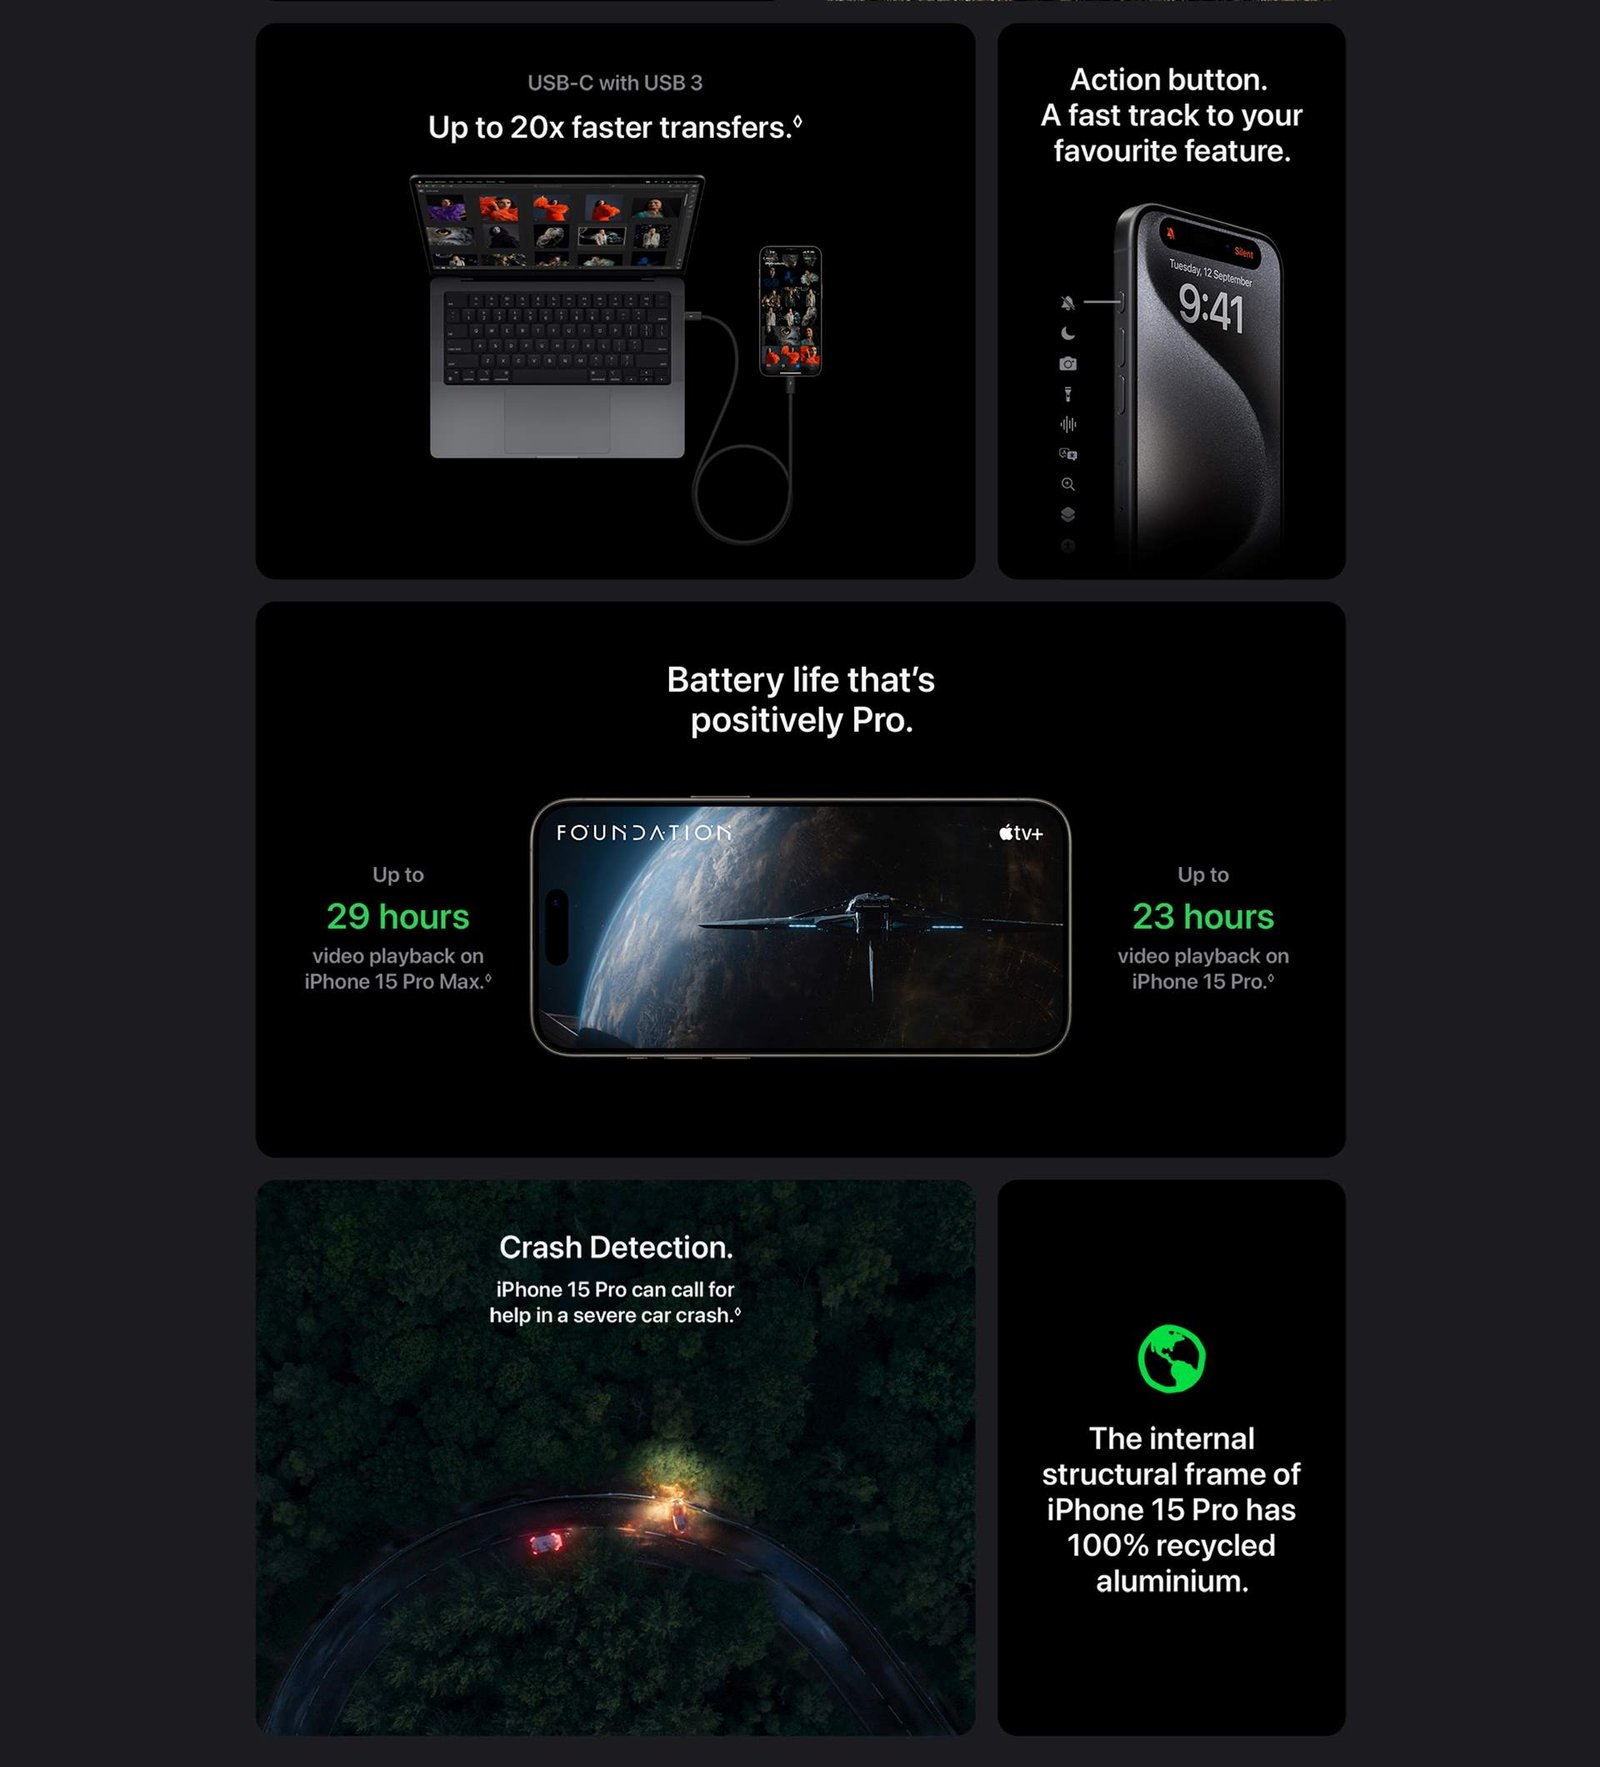 USB-C with USB 3
Up to 20x faster transfers.◊
Action button.
A fast track to your
favourite feature.
Silent
Tuesday, 12 September
9:41
Battery life that’s
positively Pro.
FOUNDATION
tv+
Up to
29 hours
video playback on
iPhone 15 Pro Max.◊
Up to
23 hours
video playback on
iPhone 15 Pro.◊
Crash Detection.
iPhone 15 Pro can call for
help in a severe car crash.◊
The internal
structural frame of
iPhone 15 Pro has
100% recycled
aluminium.